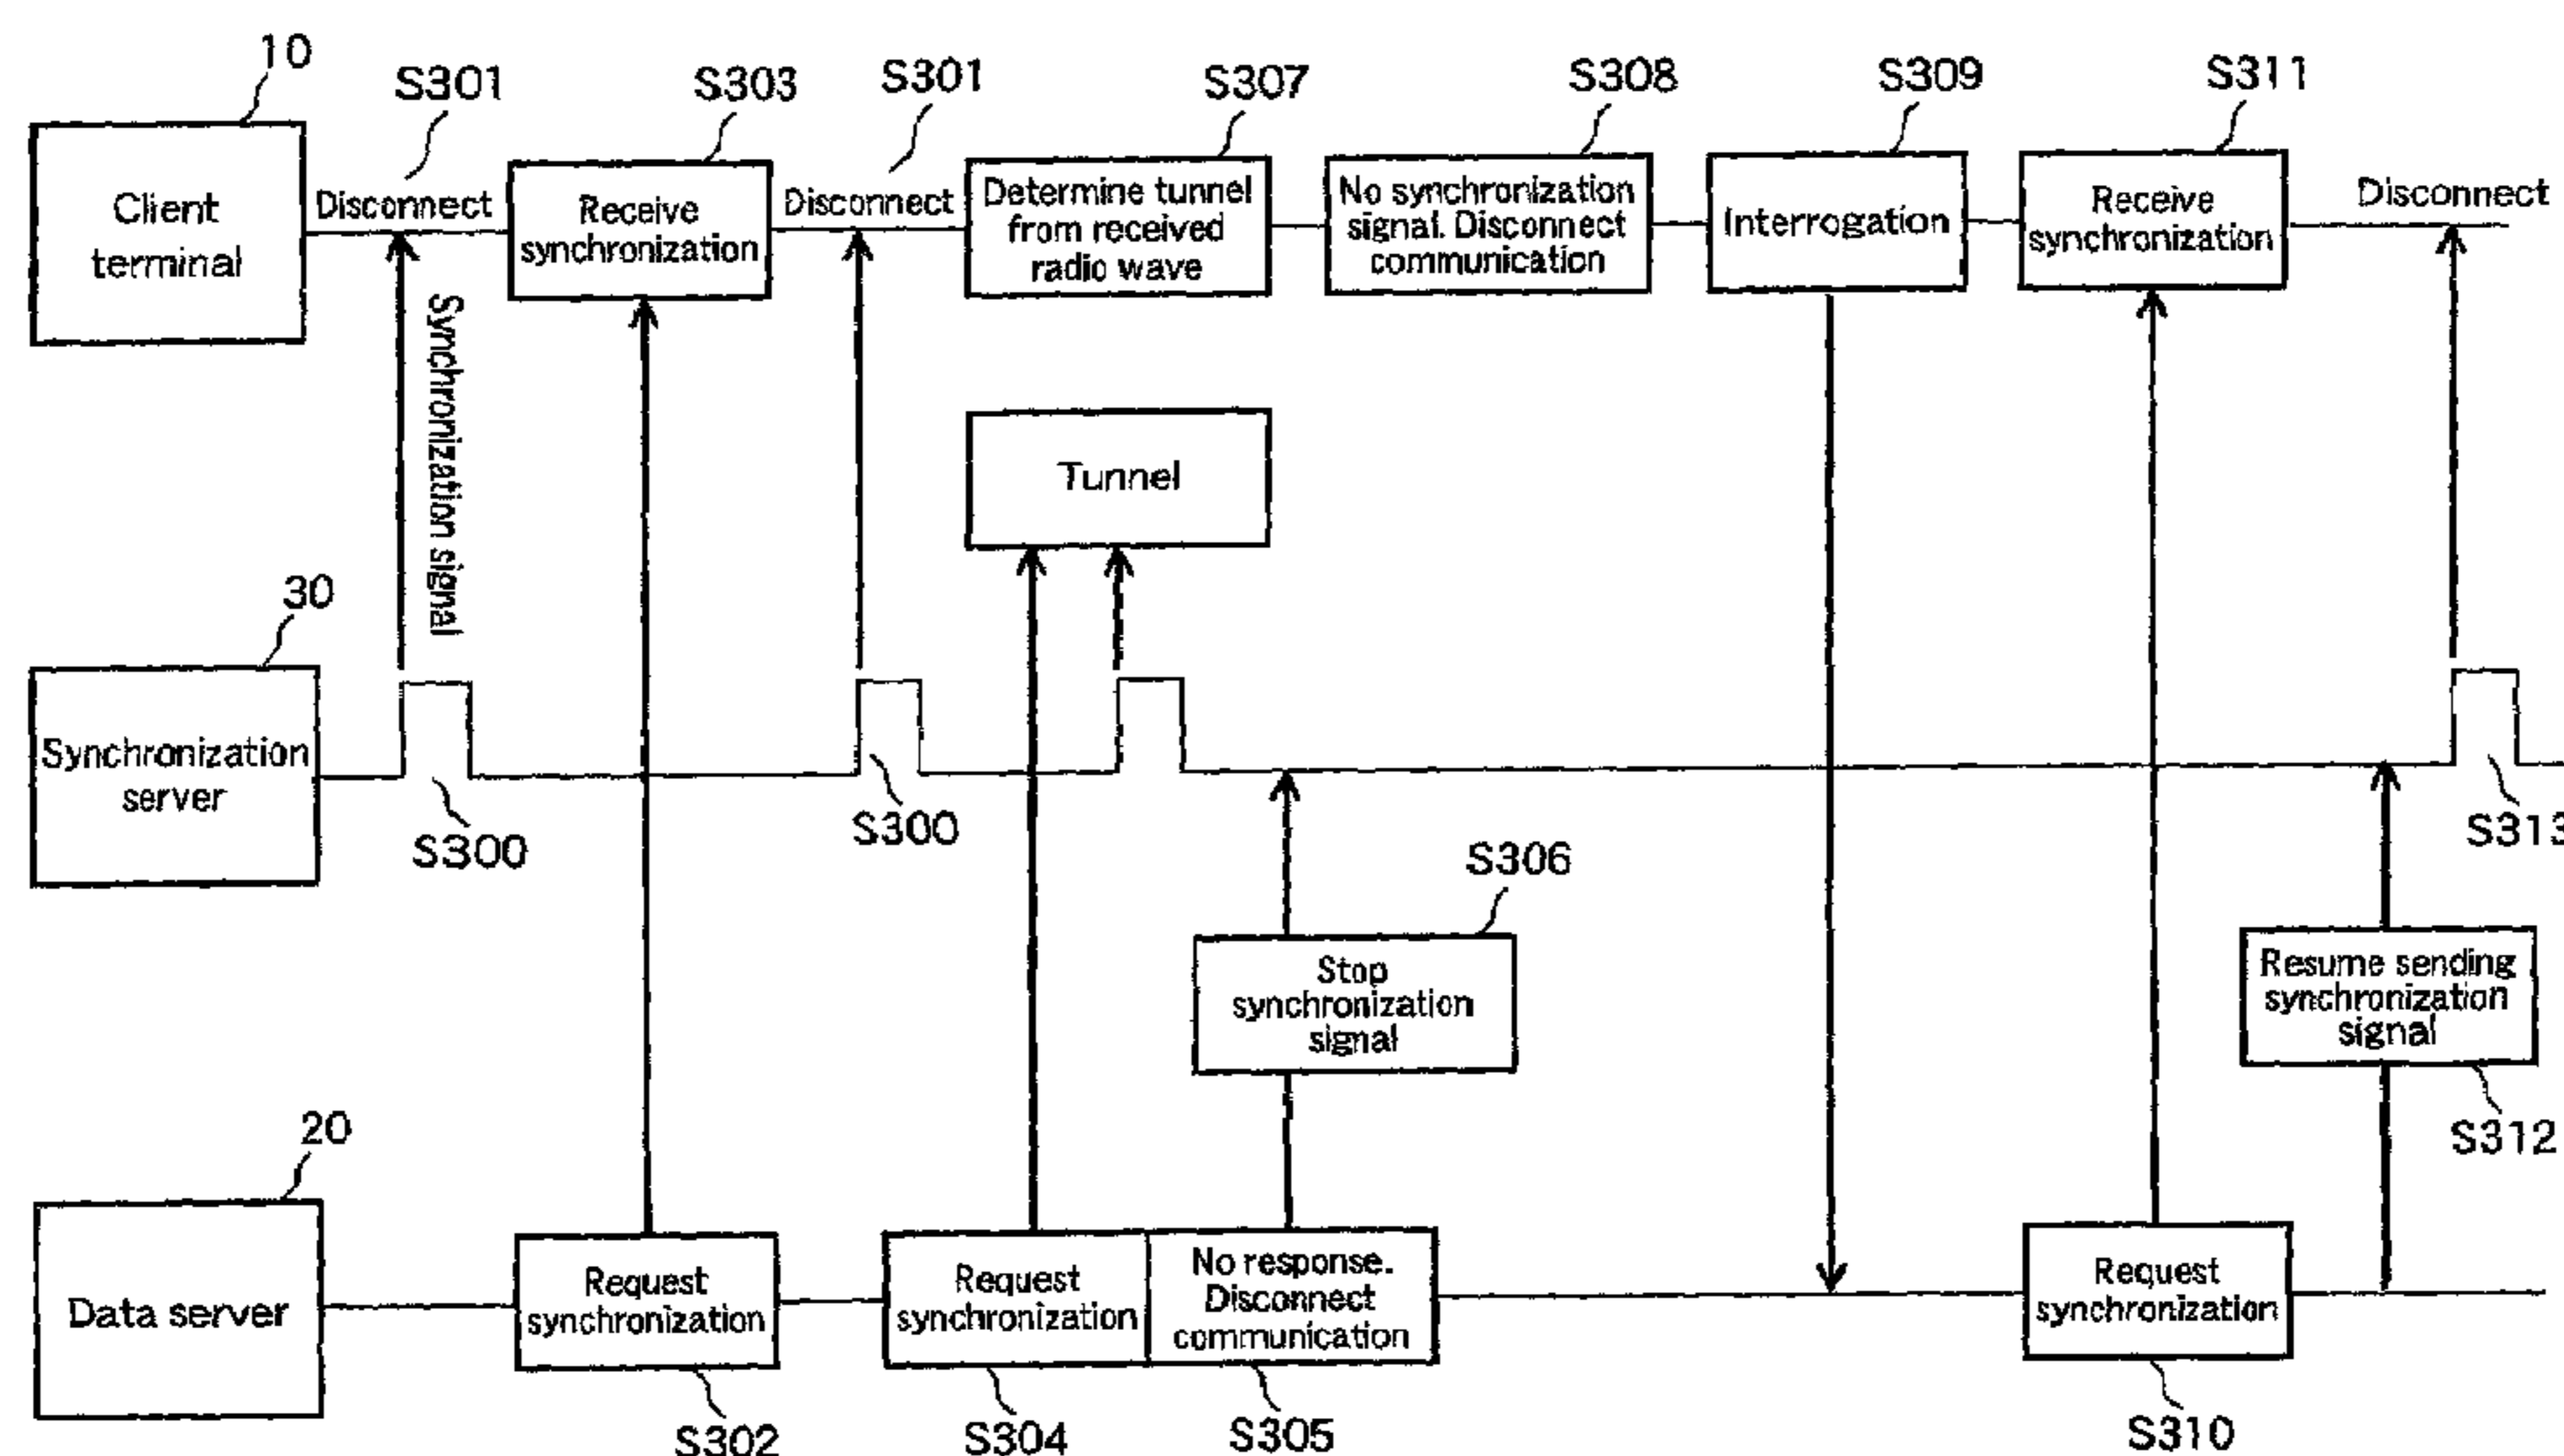 10
S301
S303
S301
S307
S308
S309
S311
Client
terminal
Disconnect
Receive
synchronization
Disconnect
Determine tunnel
from received
radio wave
No synchronization
signal. Disconnect
communication
Interrogation
Receive
synchronization
Disconnect
Synchronization signal
Tunnel
30
Synchronization
server
S300
S300
S313
S306
Stop
synchronization
signal
Resume sending
synchronization
signal
S312
20
Data server
Request
synchronization
Request
synchronization
No response.
Disconnect
communication
Request
synchronization
S302
S304
S305
S310